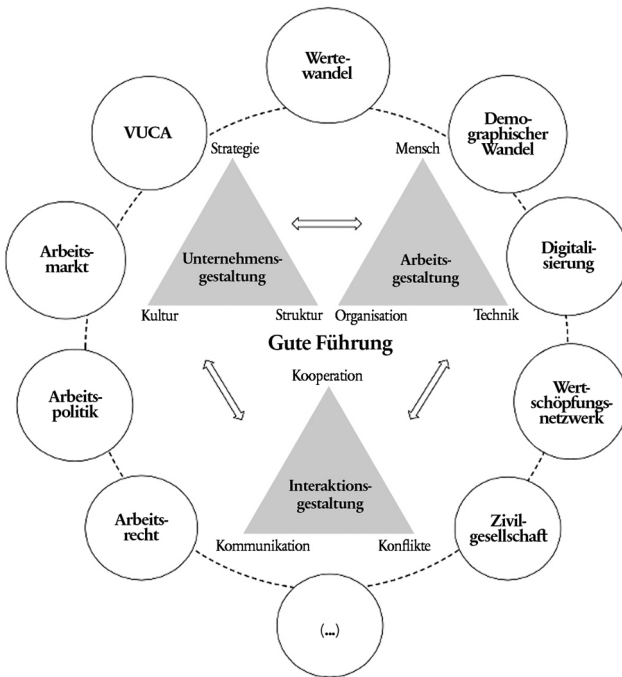 Werte-
wandel
VUCA
Demo-
graphischer
Wandel
Strategie
Mensch
Arbeits-
markt
Unternehmens-
gestaltung
Arbeits-
gestaltung
Digitali-
sierung
Kultur
Struktur
Organisation
Technik
Gute Führung
Kooperation
Arbeits-
politik
Wert-
schöpfungs-
netzwerk
Interaktions-
gestaltung
Arbeits-
recht
Zivil-
gesellschaft
Kommunikation
Konflikte
(...)